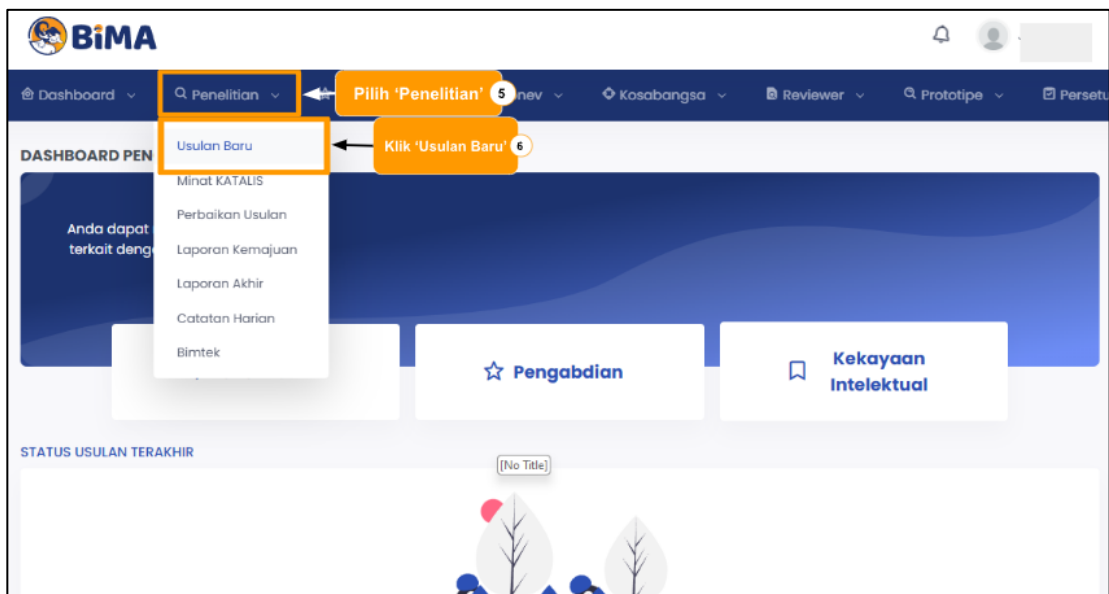 BiMA
Dashboard
Penelitian
Pilih 'Penelitian' 5
nev
Kosabangsa
Reviewer
Prototipe
Persetu
Usulan Baru
Klik 'Usulan Baru' 6
DASHBOARD PEN
Minat KATALIS
Perbaikan Usulan
Laporan Kemajuan
Laporan Akhir
Catatan Harian
Bimtek
Anda dapat
terkait denga
Pengabdian
Kekayaan
Intelektual
STATUS USULAN TERAKHIR
[No Title]